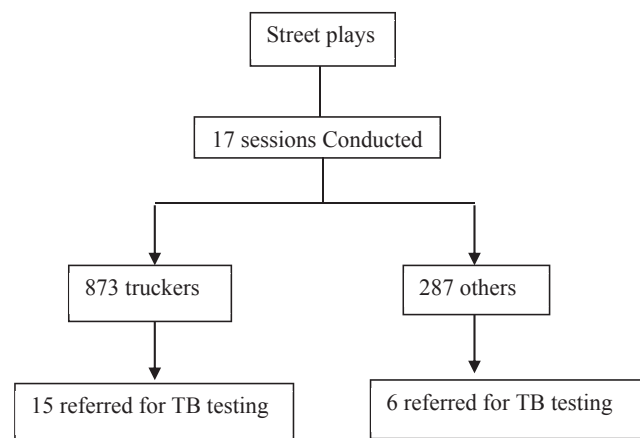 Street plays
17 sessions Conducted
873 truckers
287 others
15 referred for TB testing
6 referred for TB testing